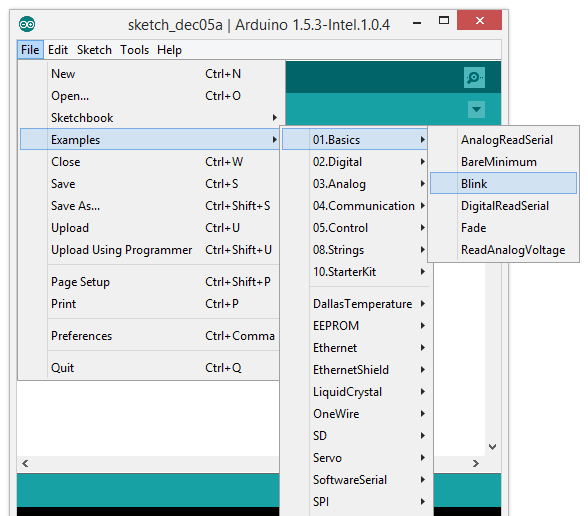 sketch_dec05a | Arduino 1.5.3-Intel.1.0.4
File Edit Sketch Tools Help
New Ctrl+N
Open... Ctrl+O
Sketchbook
Examples
Close Ctrl+W
Save Ctrl+S
Save As... Ctrl+Shift+S
Upload Ctrl+U
Upload Using Programmer Ctrl+Shift+U
Page Setup Ctrl+Shift+P
Print Ctrl+P
Preferences Ctrl+Comma
Quit Ctrl+Q
01.Basics
02.Digital
03.Analog
04.Communication
05.Control
08.Strings
10.StarterKit
DallasTemperature
EEPROM
Ethernet
EthernetShield
LiquidCrystal
OneWire
SD
Servo
SoftwareSerial
SPI
AnalogReadSerial
BareMinimum
Blink
DigitalReadSerial
Fade
ReadAnalogVoltage